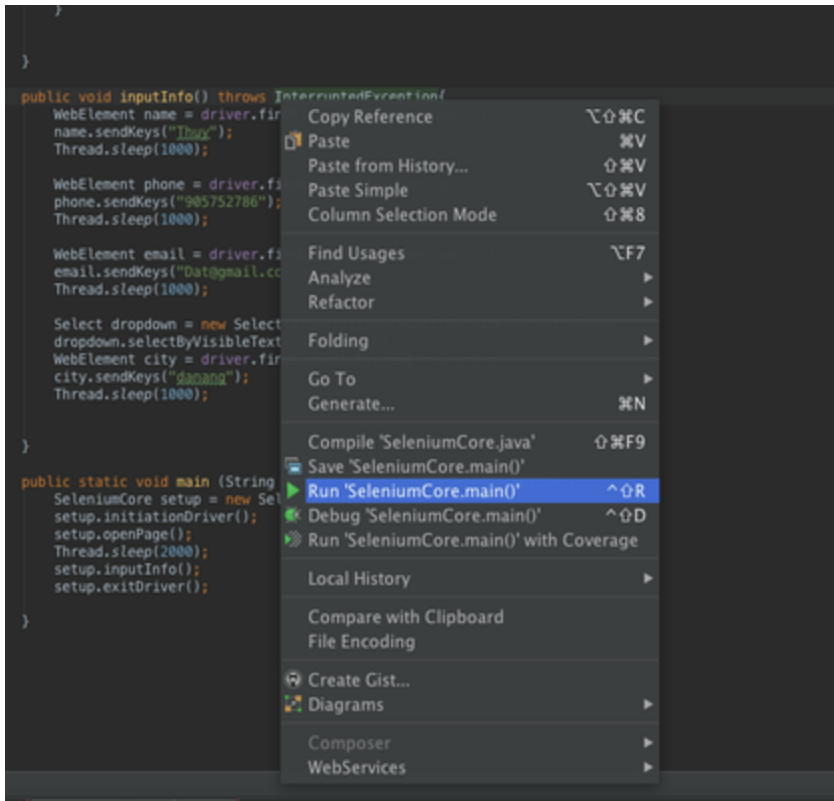 }
}
public void inputInfo() throws InterruptedException{
WebElement name = driver.fin
name.sendKeys("Thuy");
Thread.sleep(1000);
WebElement phone = driver.fi
phone.sendKeys("905752786");
Thread.sleep(1000);
WebElement email = driver.fi
email.sendKeys("Dat@gmail.co
Thread.sleep(1000);
Select dropdown = new Select
dropdown.selectByVisibleText
WebElement city = driver.fin
city.sendKeys("danang");
Thread.sleep(1000);
}
public static void main (String
SeleniumCore setup = new Sel
setup.initiationDriver();
setup.openPage();
Thread.sleep(2000);
setup.inputInfo();
setup.exitDriver();
}
Copy Reference ⌥⇧⌘C
Paste ⌘V
Paste from History... ⇧⌘V
Paste Simple ⌥⇧⌘V
Column Selection Mode ⇧⌘8
Find Usages ⌥F7
Analyze
Refactor
Folding
Go To
Generate... ⌘N
Compile 'SeleniumCore.java' ⇧⌘F9
Save 'SeleniumCore.main()'
Run 'SeleniumCore.main()' ^⇧R
Debug 'SeleniumCore.main()' ^⇧D
Run 'SeleniumCore.main()' with Coverage
Local History
Compare with Clipboard
File Encoding
Create Gist...
Diagrams
Composer
WebServices